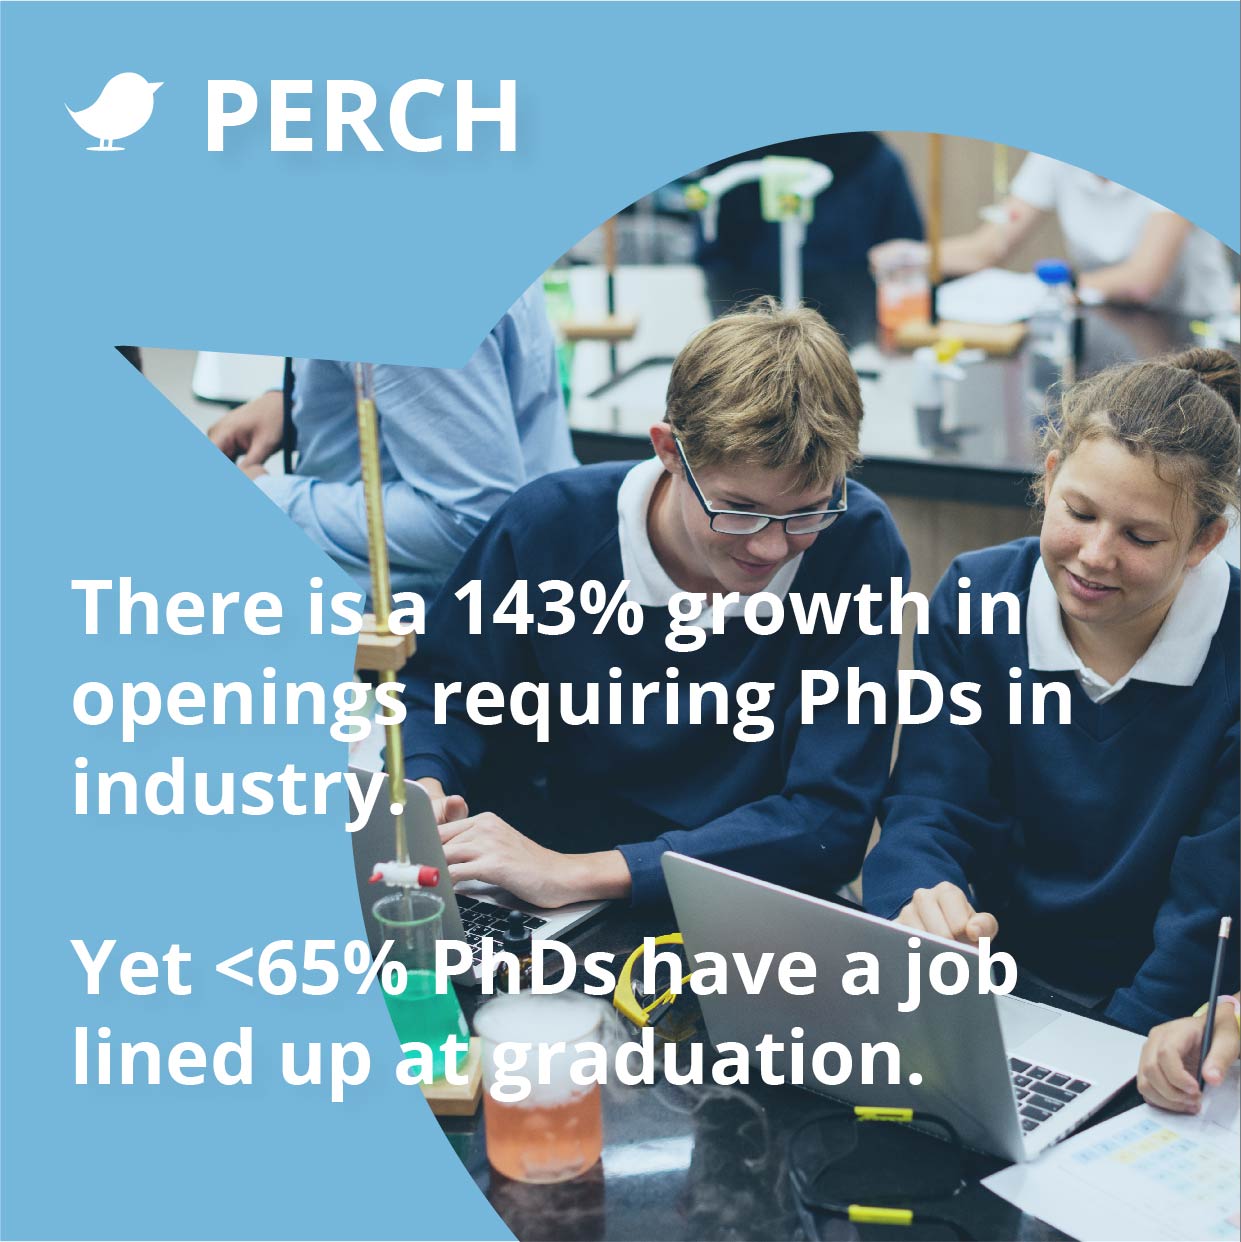 PERCH
There is a 143% growth in
openings requiring PhDs in
industry.
Yet <65% PhDs have a job
lined up at graduation.